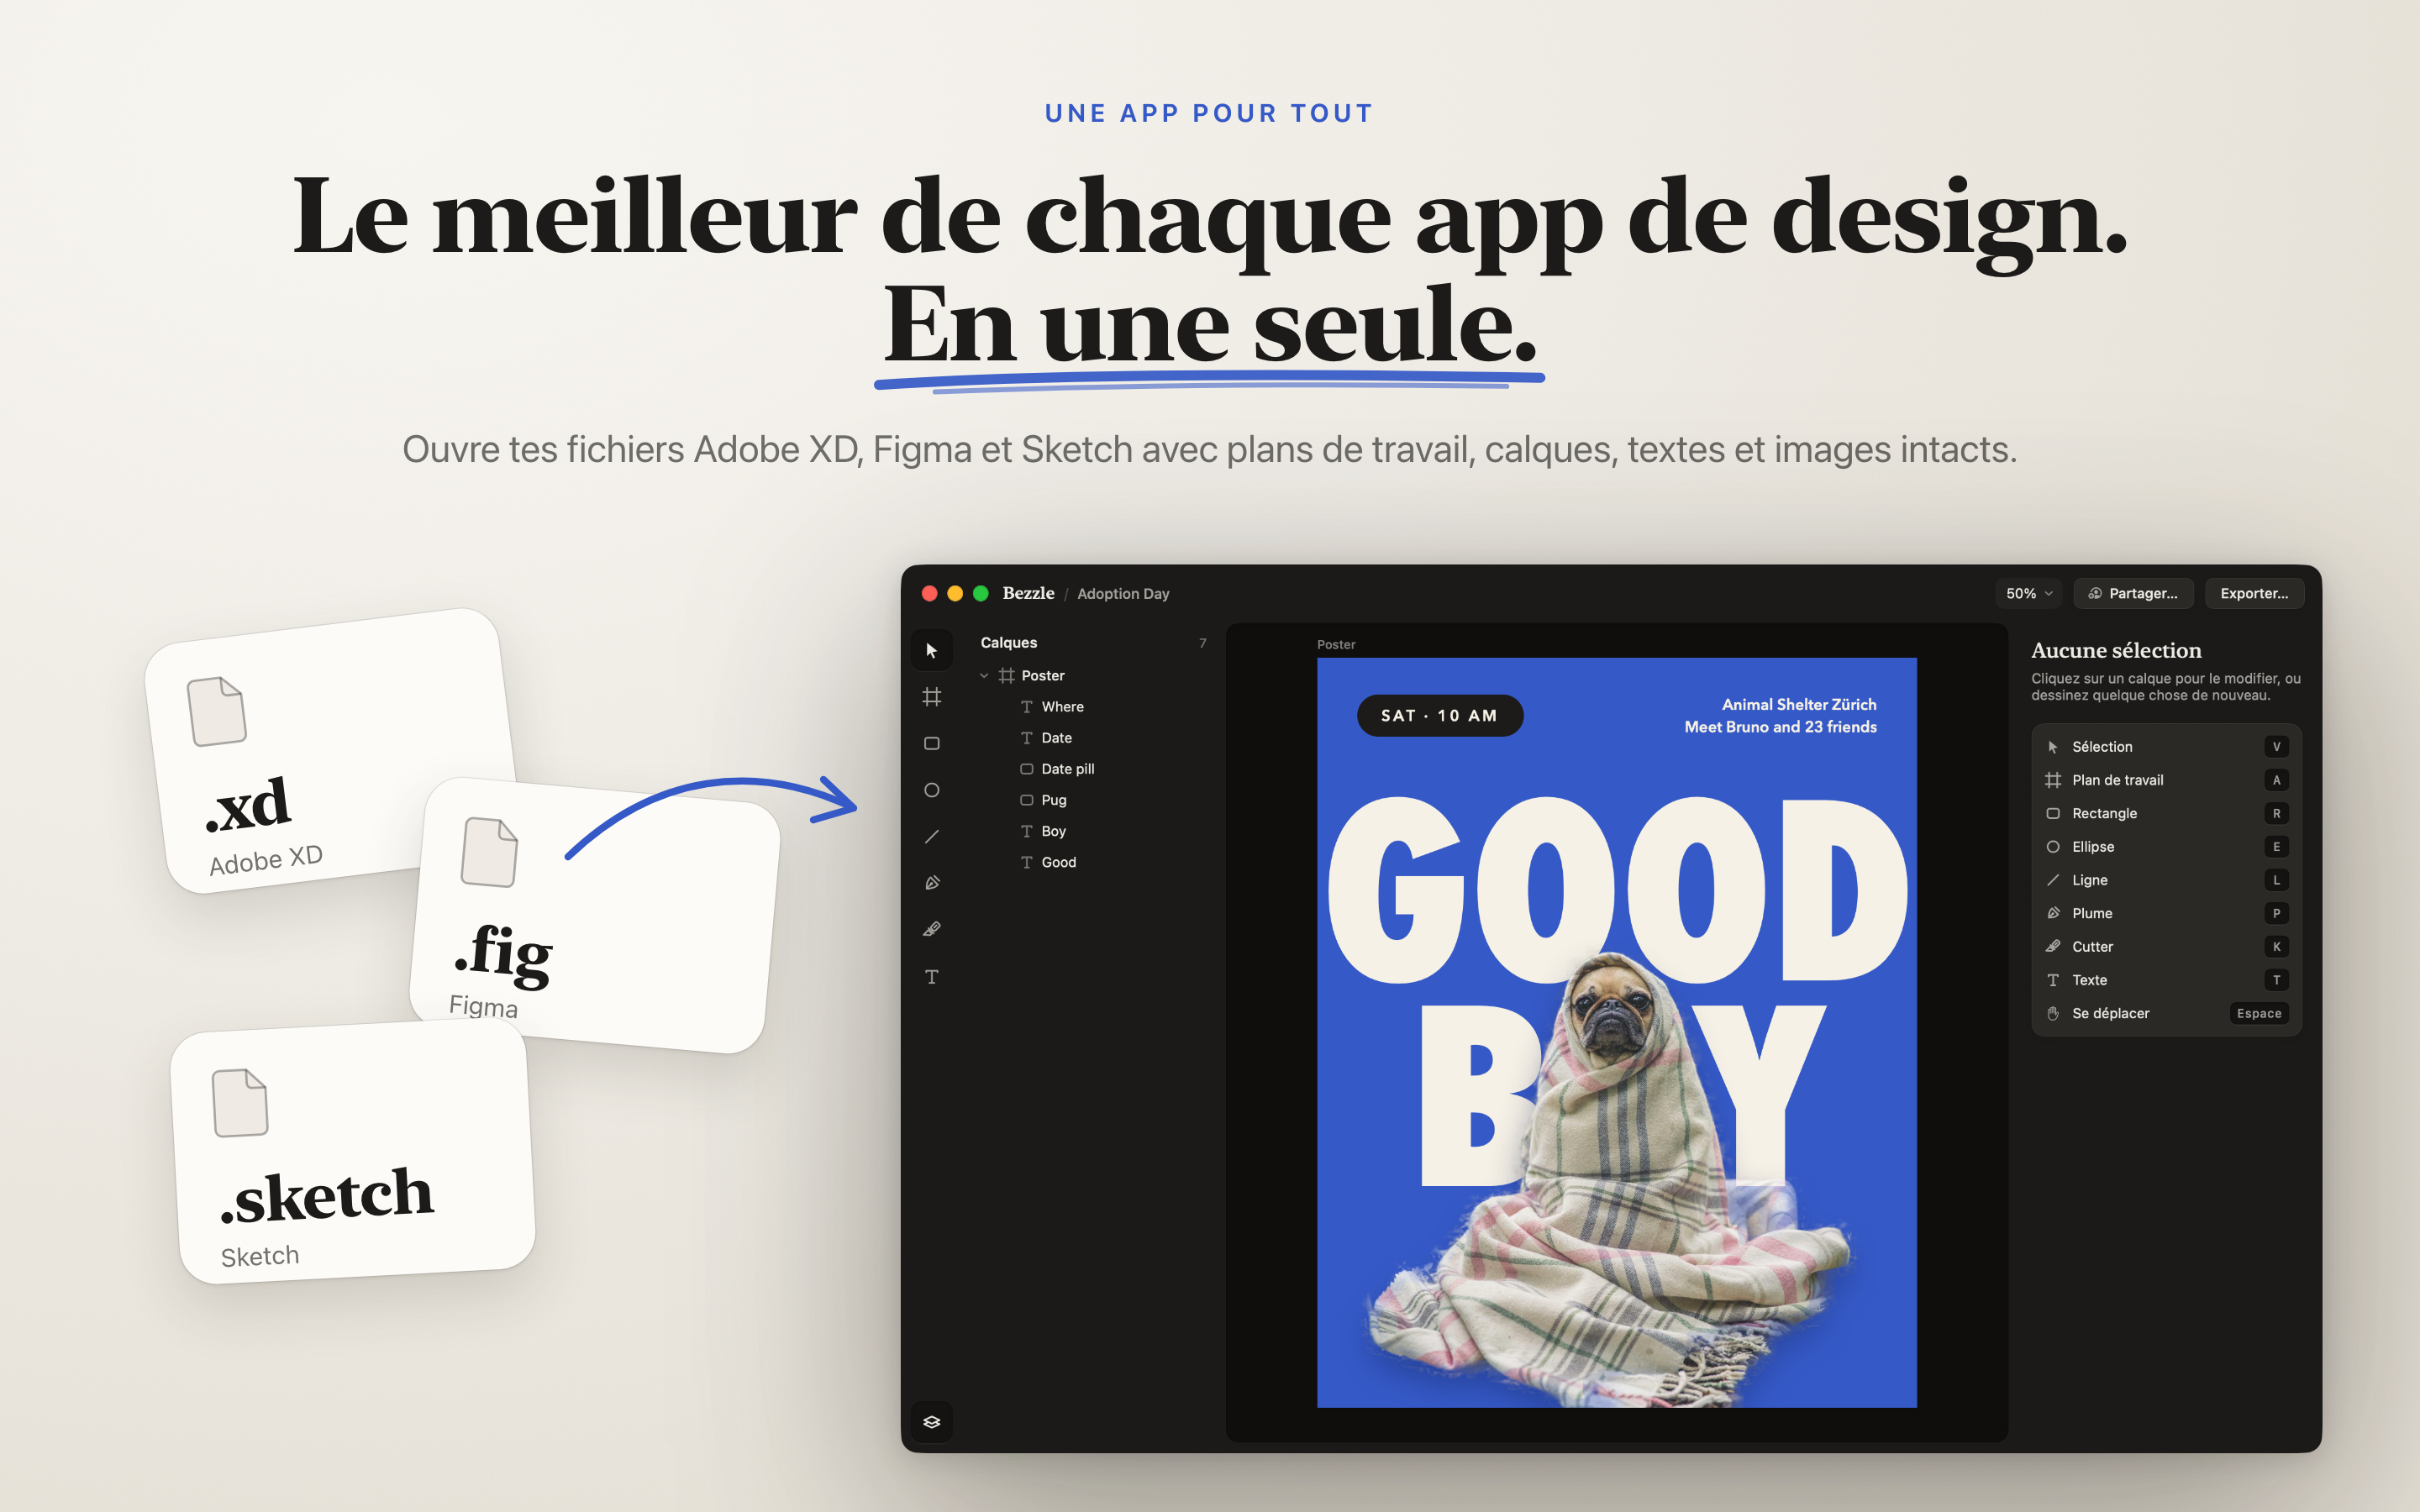 UNE APP POUR TOUT
Le meilleur de chaque app de design.
En une seule.
Ouvre tes fichiers Adobe XD, Figma et Sketch avec plans de travail, calques, textes et images intacts.
.xd
Adobe XD
.fig
Figma
.sketch
Sketch
Bezzle / Adoption Day
50%
Partager...
Exporter...
Calques 7
Poster
Where
Date
Date pill
Pug
Boy
Good
Poster
SAT · 10 AM
Animal Shelter Zürich
Meet Bruno and 23 friends
GOOD
B Y
Aucune sélection
Cliquez sur un calque pour le modifier, ou
dessinez quelque chose de nouveau.
Sélection V
Plan de travail A
Rectangle R
Ellipse E
Ligne L
Plume P
Cutter K
Texte T
Se déplacer Espace